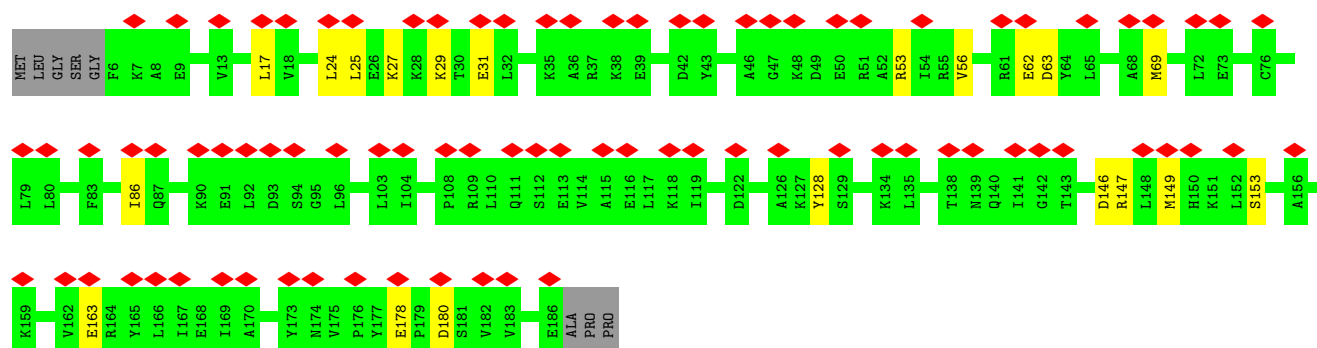 MET LEU GLY SER GLY F6 K7 A8 E9 V13 L17 V18 L24 L25 E26 K27 K28 K29 T30 E31 L32 K35 A36 R37 K38 E39 D42 Y43 A46 G47 K48 D49 E50 R51 A52 R53 I54 R55 V56 R61 E62 D63 Y64 L65 A68 M69 L72 E73 C76
L79 L80 F83 I86 Q87 K90 E91 L92 D93 S94 G95 L96 L103 I104 P108 R109 L110 Q111 S112 E113 V114 A115 E116 L117 K118 I119 D122 A126 K127 Y128 S129 K134 L135 T138 N139 Q140 I141 G142 T143 D146 R147 L148 M149 H150 K151 L152 S153 A156
K159 V162 E163 R164 Y165 L166 I167 E168 I169 A170 Y173 N174 V175 P176 Y177 E178 P179 D180 S181 V182 V183 E186 ALA PRO PRO